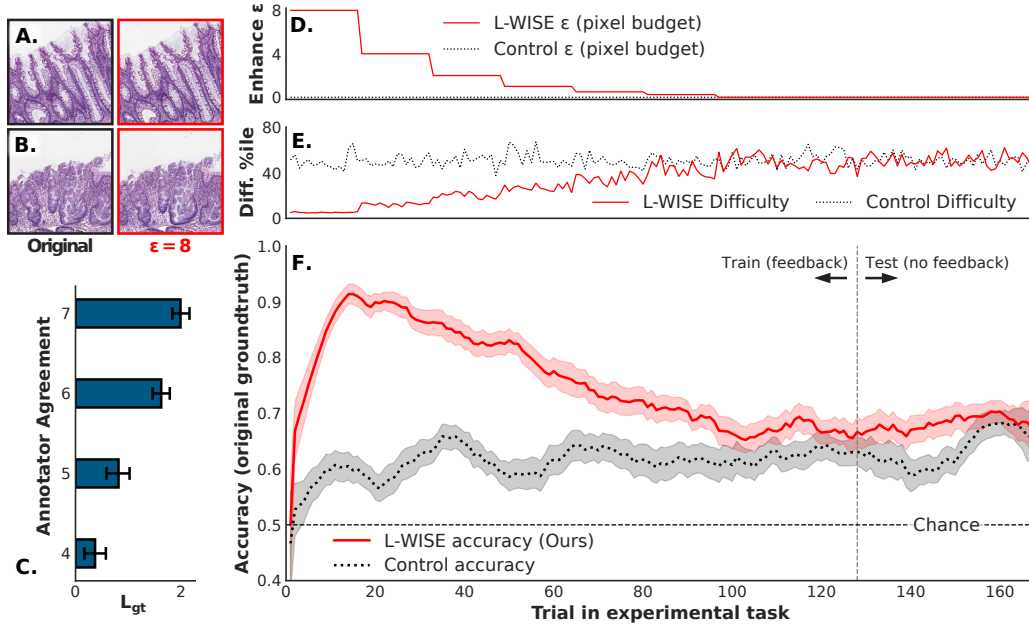 A.
B.
Original
ε = 8
Annotator Agreement
7
6
5
4
C.
0
1
2
L_gt
D.
Enhance ε
8
4
0
L-WISE ε (pixel budget)
Control ε (pixel budget)
E.
Diff. %ile
80
40
0
L-WISE Difficulty
Control Difficulty
F.
Accuracy (original groundtruth)
1.0
0.9
0.8
0.7
0.6
0.5
0.4
Train (feedback)
Test (no feedback)
Chance
L-WISE accuracy (Ours)
Control accuracy
0
20
40
60
80
100
120
140
160
Trial in experimental task